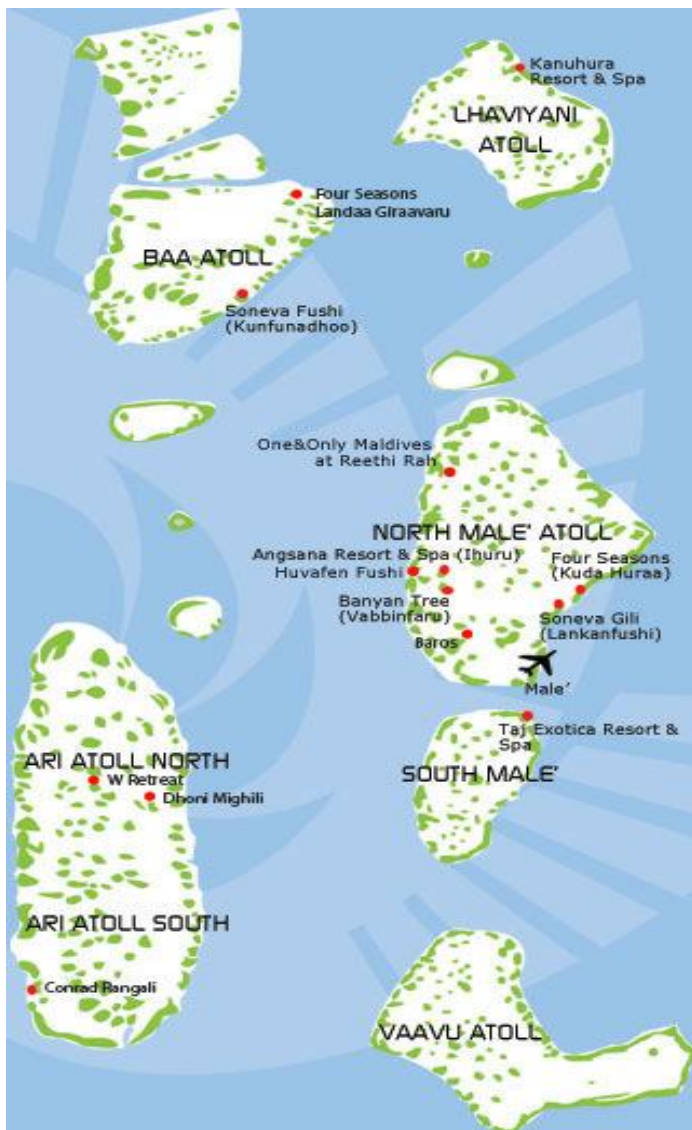 Kanuhura
Resort & Spa
LHAVIYANI
ATOLL
Four Seasons
Landaa Giraavaru
BAA ATOLL
Soneva Fushi
(Kunfunadhoo)
One&Only Maldives
at Reethi Rah
NORTH MALE' ATOLL
Angsana Resort & Spa (Ihuru)
Huvafen Fushi
Four Seasons
(Kuda Huraa)
Banyan Tree
(Vabbinfaru)
Soneva Gili
(Lankanfushi)
Baros
Male'
Taj Exotica Resort &
Spa
SOUTH MALE'
ARI ATOLL NORTH
W Retreat
Dhoni Mighili
ARI ATOLL SOUTH
Conrad Rangali
VAAVU ATOLL